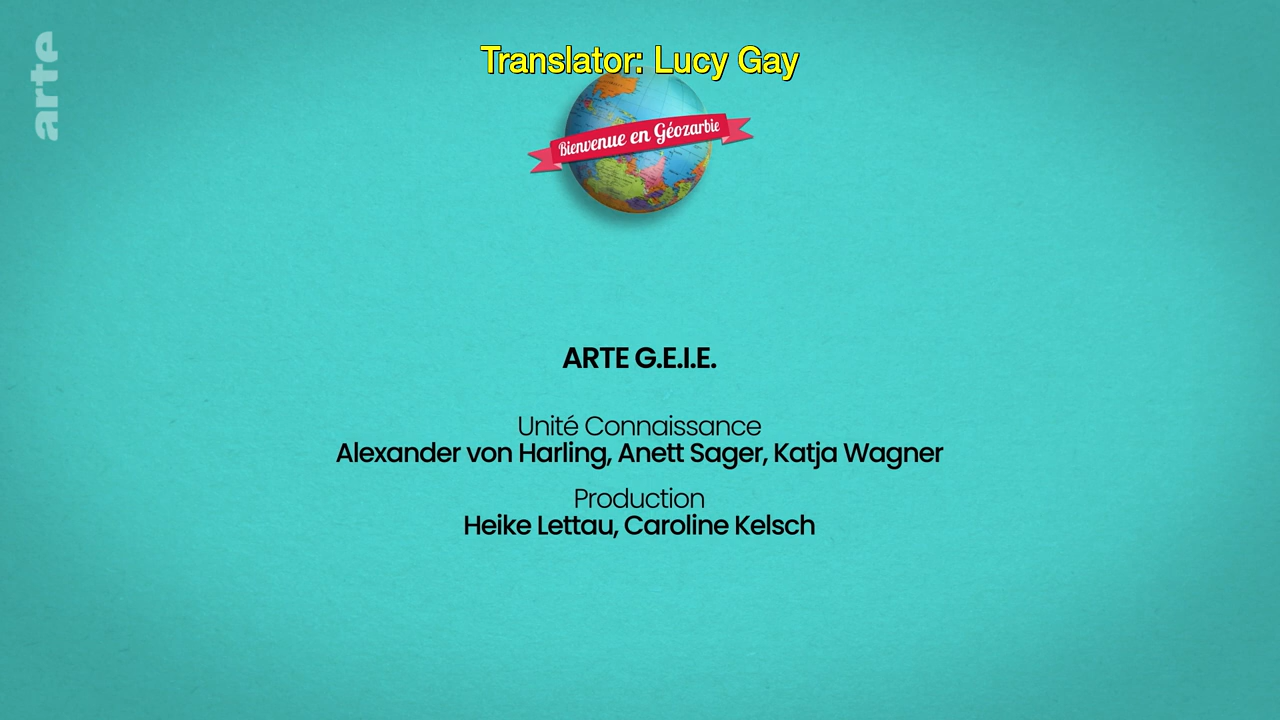 arte
Translator: Lucy Gay
Bienvenue en Géozarbie
ARTE G.E.I.E.
Unité Connaissance
Alexander von Harling, Anett Sager, Katja Wagner
Production
Heike Lettau, Caroline Kelsch